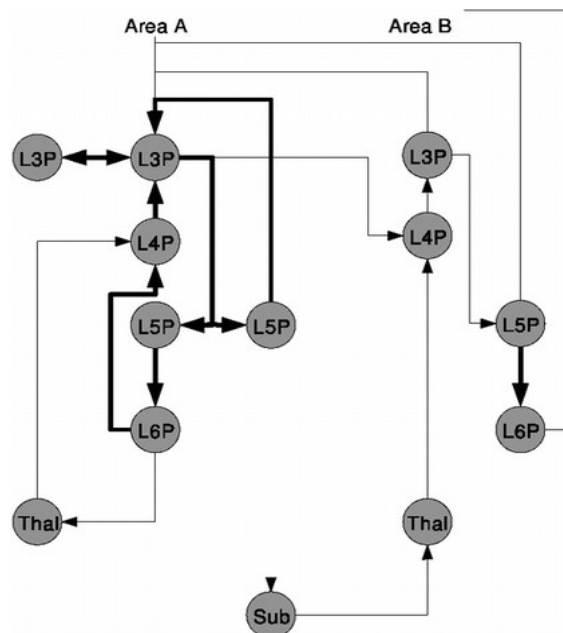 Area A Area B
L3P L3P L3P
L4P L4P
L5P L5P L5P
L6P L6P
Thal Thal
Sub